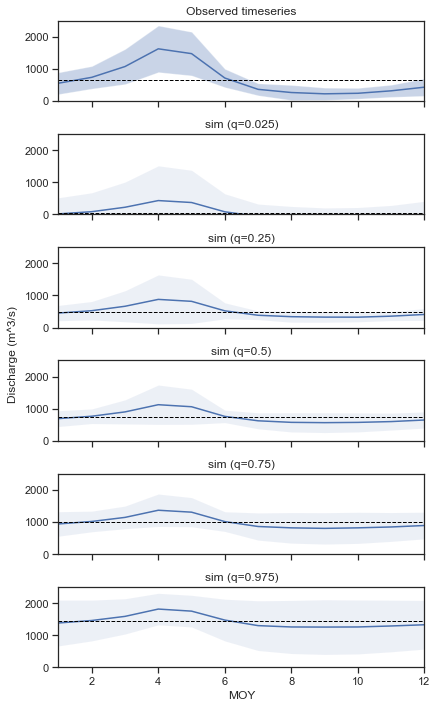 Observed timeseries
2000
1000
0
sim (q=0.025)
2000
1000
0
sim (q=0.25)
2000
1000
0
sim (q=0.5)
2000
1000
0
sim (q=0.75)
2000
1000
0
sim (q=0.975)
2000
1000
0
2 4 6 8 10 12
MOY
Discharge (m^3/s)